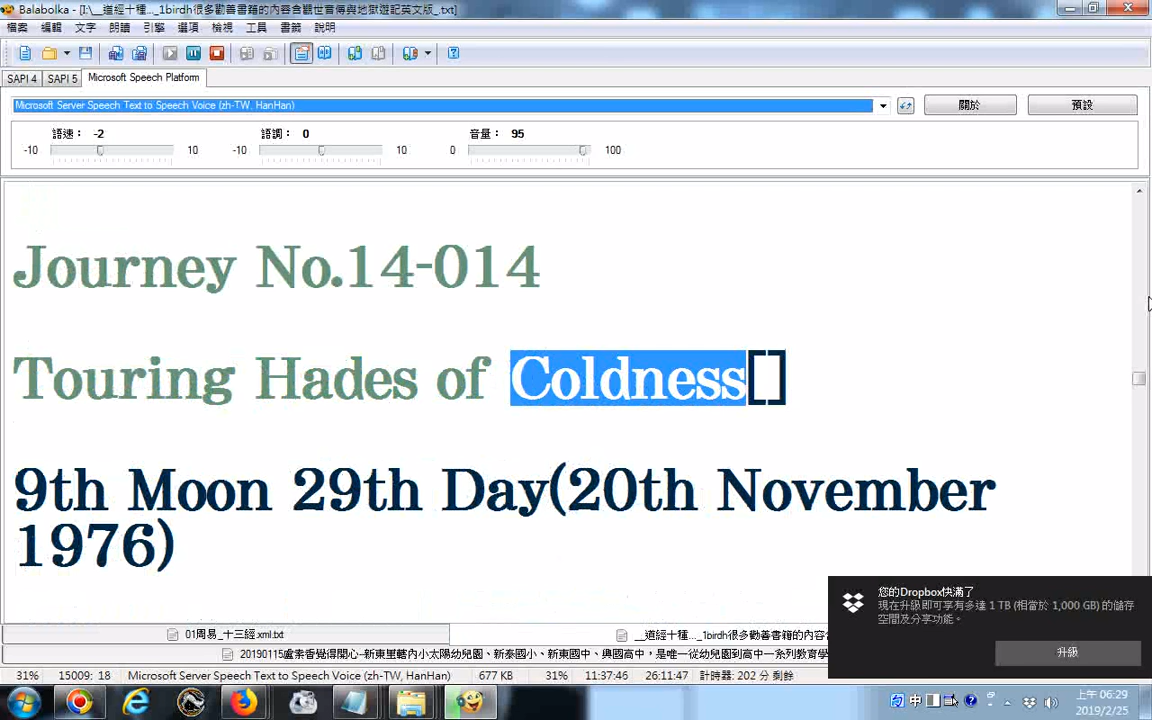 Balabolka - [I:\__道經十種..._1birdh很多勸善書籍的內容含觀世音傳與地獄遊記英文版_.txt]
檔案 編輯 文字 朗讀 引擎 選項 檢視 工具 書籤 說明
SAPI 4 SAPI 5 Microsoft Speech Platform
Microsoft Server Speech Text to Speech Voice (zh-TW, HanHan) 關於 預設
語速： -2 語調： 0 音量： 95
-10 10 -10 10 0 100
Journey No.14-014
Touring Hades of Coldness[]
9th Moon 29th Day(20th November
1976)
您的Dropbox快滿了
現在升級即可享有多達 1 TB (相當於 1,000 GB) 的儲存
空間及分享功能。
升級
01周易_十三經.xml.txt __道經十種..._1birdh很多勸善書籍的內容含
20190115盧素香覺得開心─新東里轄內小太陽幼兒園、新泰國小、新東國中、興國高中，是唯一從幼兒園到高中一系列教育學
31% 15009: 18 Microsoft Server Speech Text to Speech Voice (zh-TW, HanHan) 677 KB 31% 11:37:46 26:11:47 計時器: 202 分 剩餘
中 上午 06:29
2019/2/25